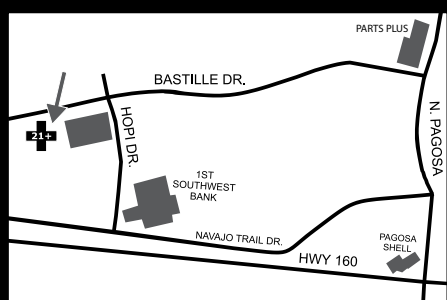 PARTS PLUS
BASTILLE DR.
N. PAGOSA
21+
HOPI DR.
1ST
SOUTHWEST
BANK
NAVAJO TRAIL DR.
PAGOSA
SHELL
HWY 160